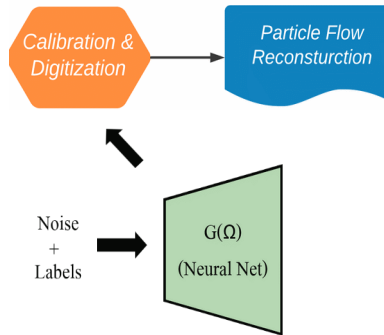 Calibration &
Digitization
Particle Flow
Reconsturction
Noise
+
Labels
G(Ω)
(Neural Net)